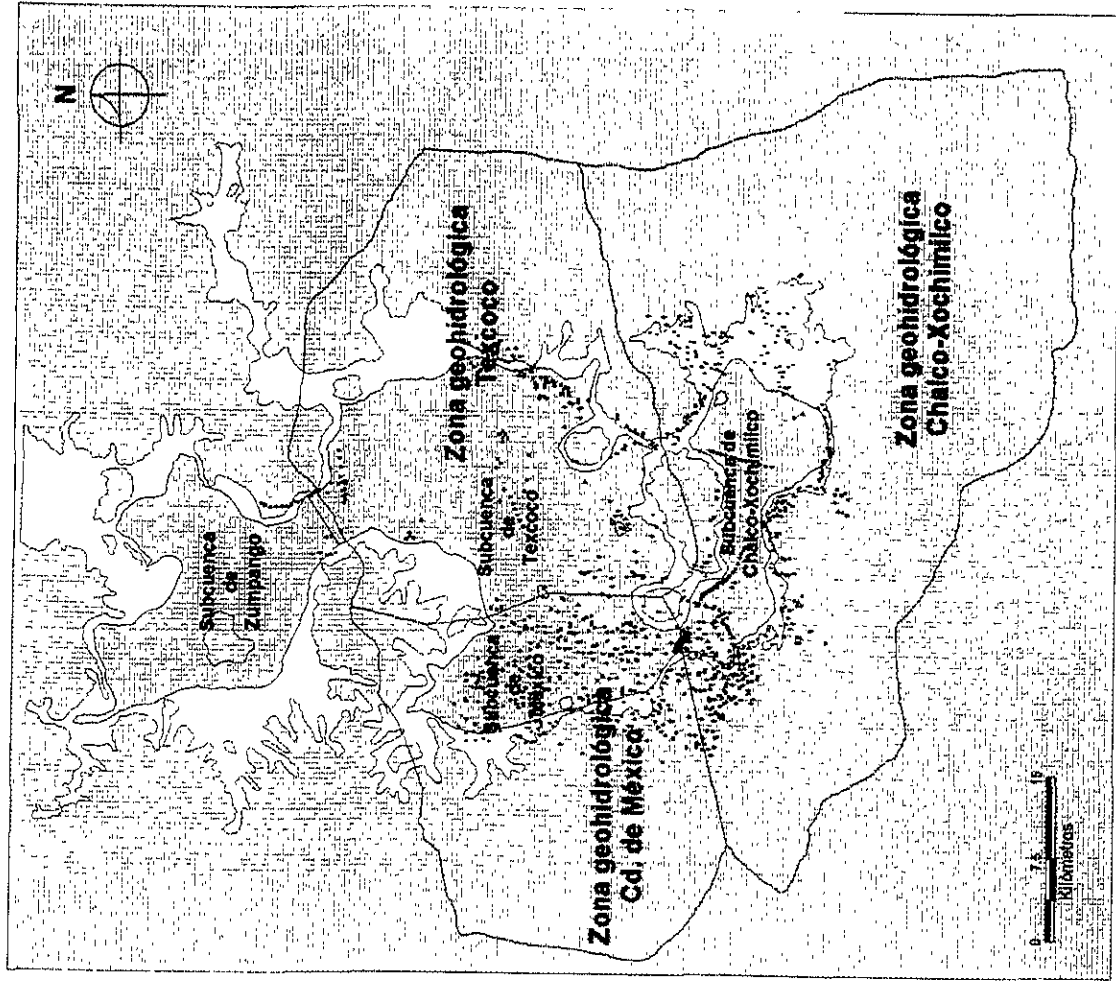 N
Subcuenca
de
Zumpango
Zona geohidrológica
Texcoco
Subcuenca
de
Texcoco
Subcuenca
de
México
Zona geohidrológica
Cd. de México
Subcuenca de
Chalco-Xochimilco
Zona geohidrológica
Chalco-Xochimilco
0 7.5 15
Kilómetros